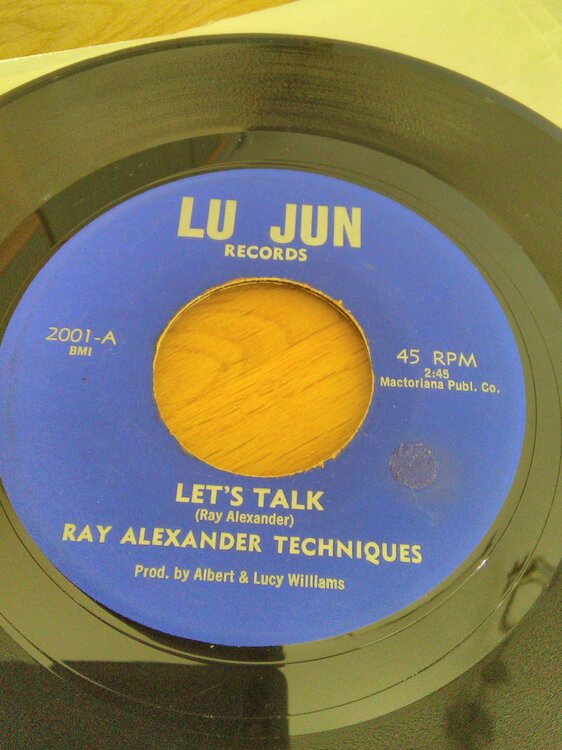 LU JUN
RECORDS
2001-A
BMI
45 RPM
2:45
Mactoriana Publ. Co.
LET'S TALK
(Ray Alexander)
RAY ALEXANDER TECHNIQUES
Prod. by Albert & Lucy Williams